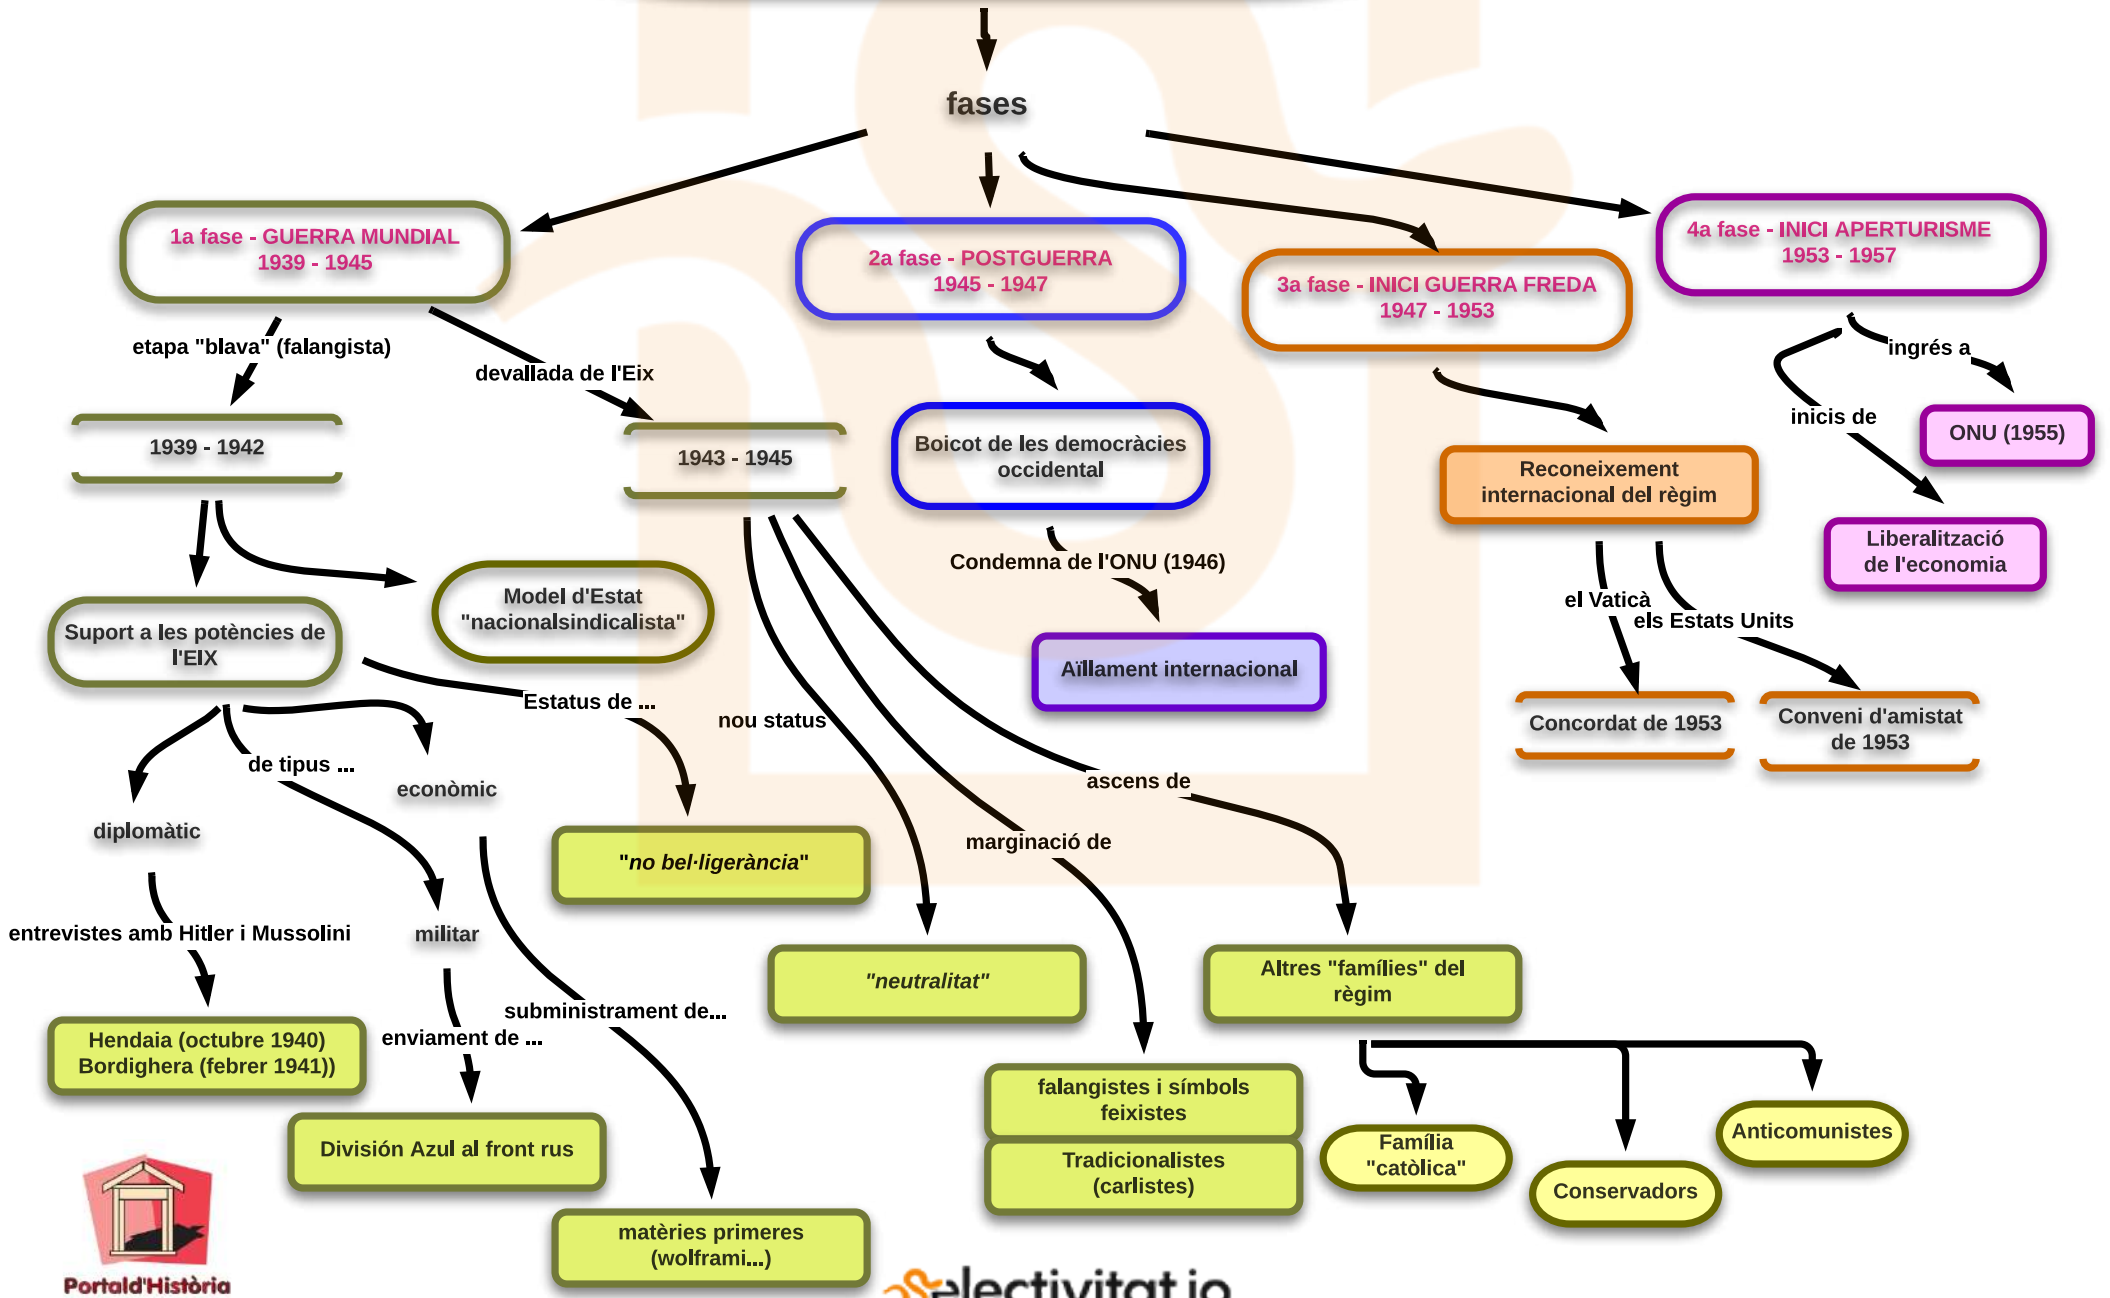 fases
1a fase - GUERRA MUNDIAL
1939 - 1945
2a fase - POSTGUERRA
1945 - 1947
3a fase - INICI GUERRA FREDA
1947 - 1953
4a fase - INICI APERTURISME
1953 - 1957
etapa "blava" (falangista)
devallada de l'Eix
ingrés a
inicis de
1939 - 1942
1943 - 1945
Boicot de les democràcies
occidental
Reconeixement
internacional del règim
ONU (1955)
Liberalització
de l'economia
Condemna de l'ONU (1946)
el Vaticà
els Estats Units
Suport a les potències de
l'EIX
Model d'Estat
"nacionalsindicalista"
Aïllament internacional
Estatus de ...
nou status
Concordat de 1953
Conveni d'amistat
de 1953
de tipus ...
econòmic
diplomàtic
ascens de
marginació de
"no bel·ligerància"
entrevistes amb Hitler i Mussolini
militar
"neutralitat"
Altres "famílies" del
règim
subministrament de...
enviament de ...
Hendaia (octubre 1940)
Bordighera (febrer 1941))
falangistes i símbols
feixistes
Tradicionalistes
(carlistes)
Família
"catòlica"
Conservadors
Anticomunistes
División Azul al front rus
matèries primeres
(wolframi...)
Portald'Història
selectivitat.io